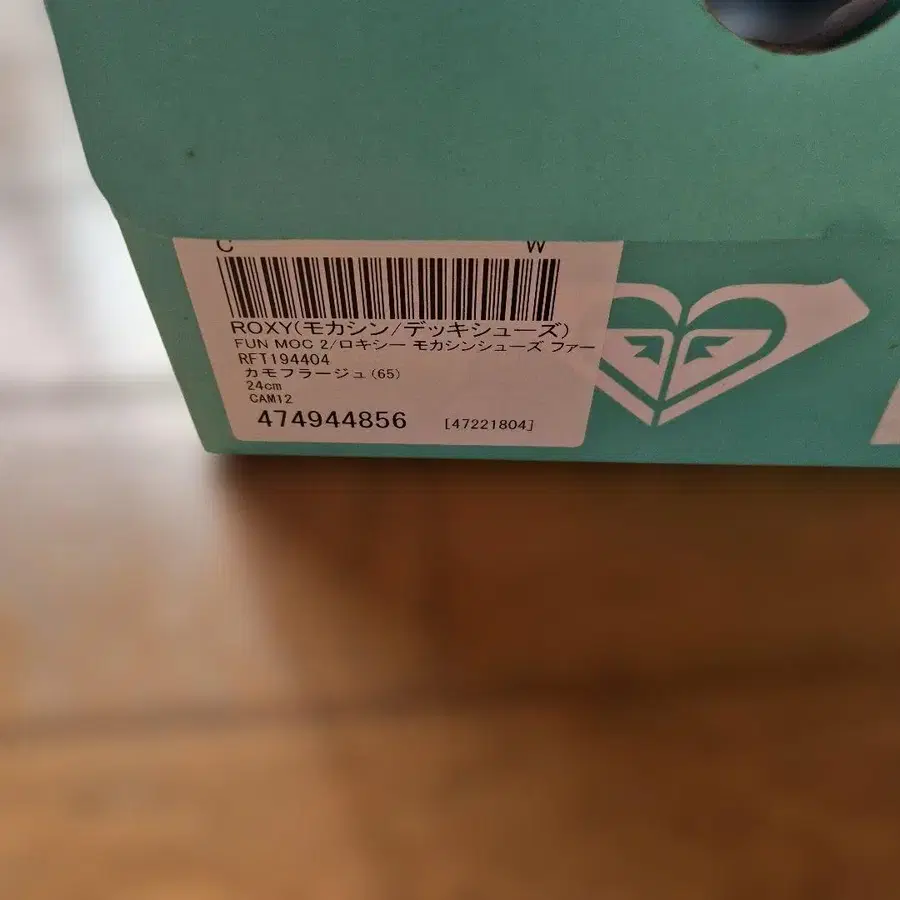 C W
ROXY(モカシン/デッキシューズ)
FUN MOC 2/ロキシー モカシンシューズ ファー
RFT194404
カモフラージュ(65)
24cm
CAM12
474944856 [47221804]